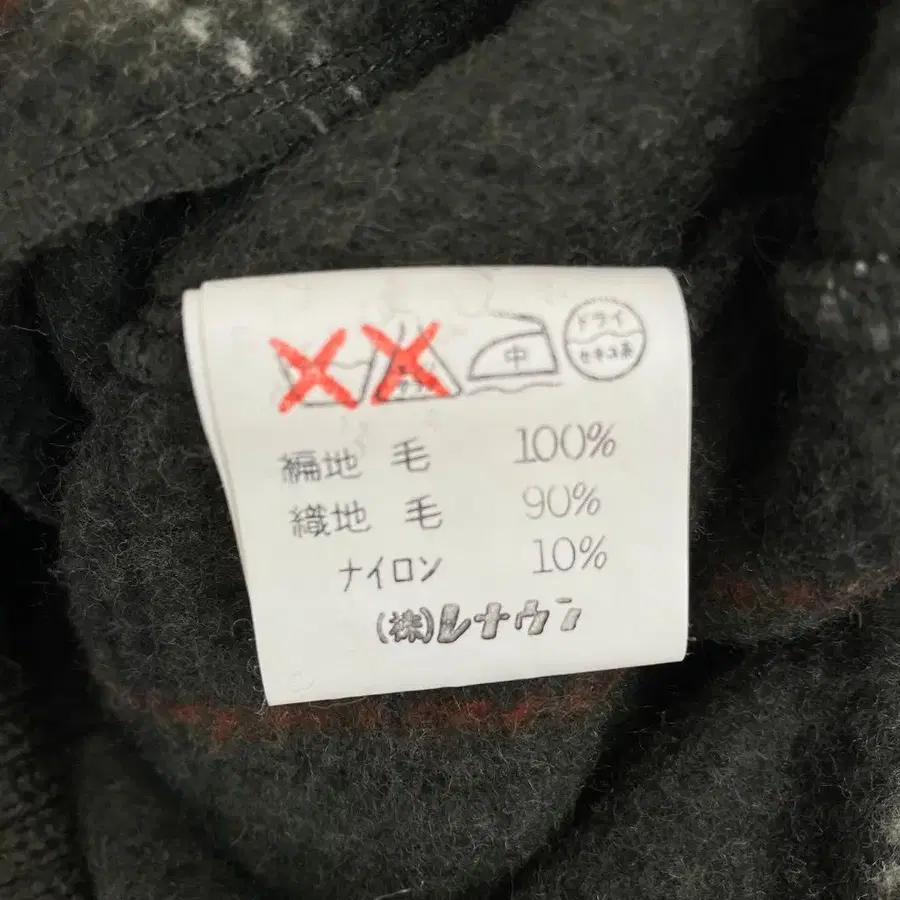 中 ドライ
セキユ系
編地 毛 100%
織地 毛 90%
ナイロン 10%
(株)レナウン